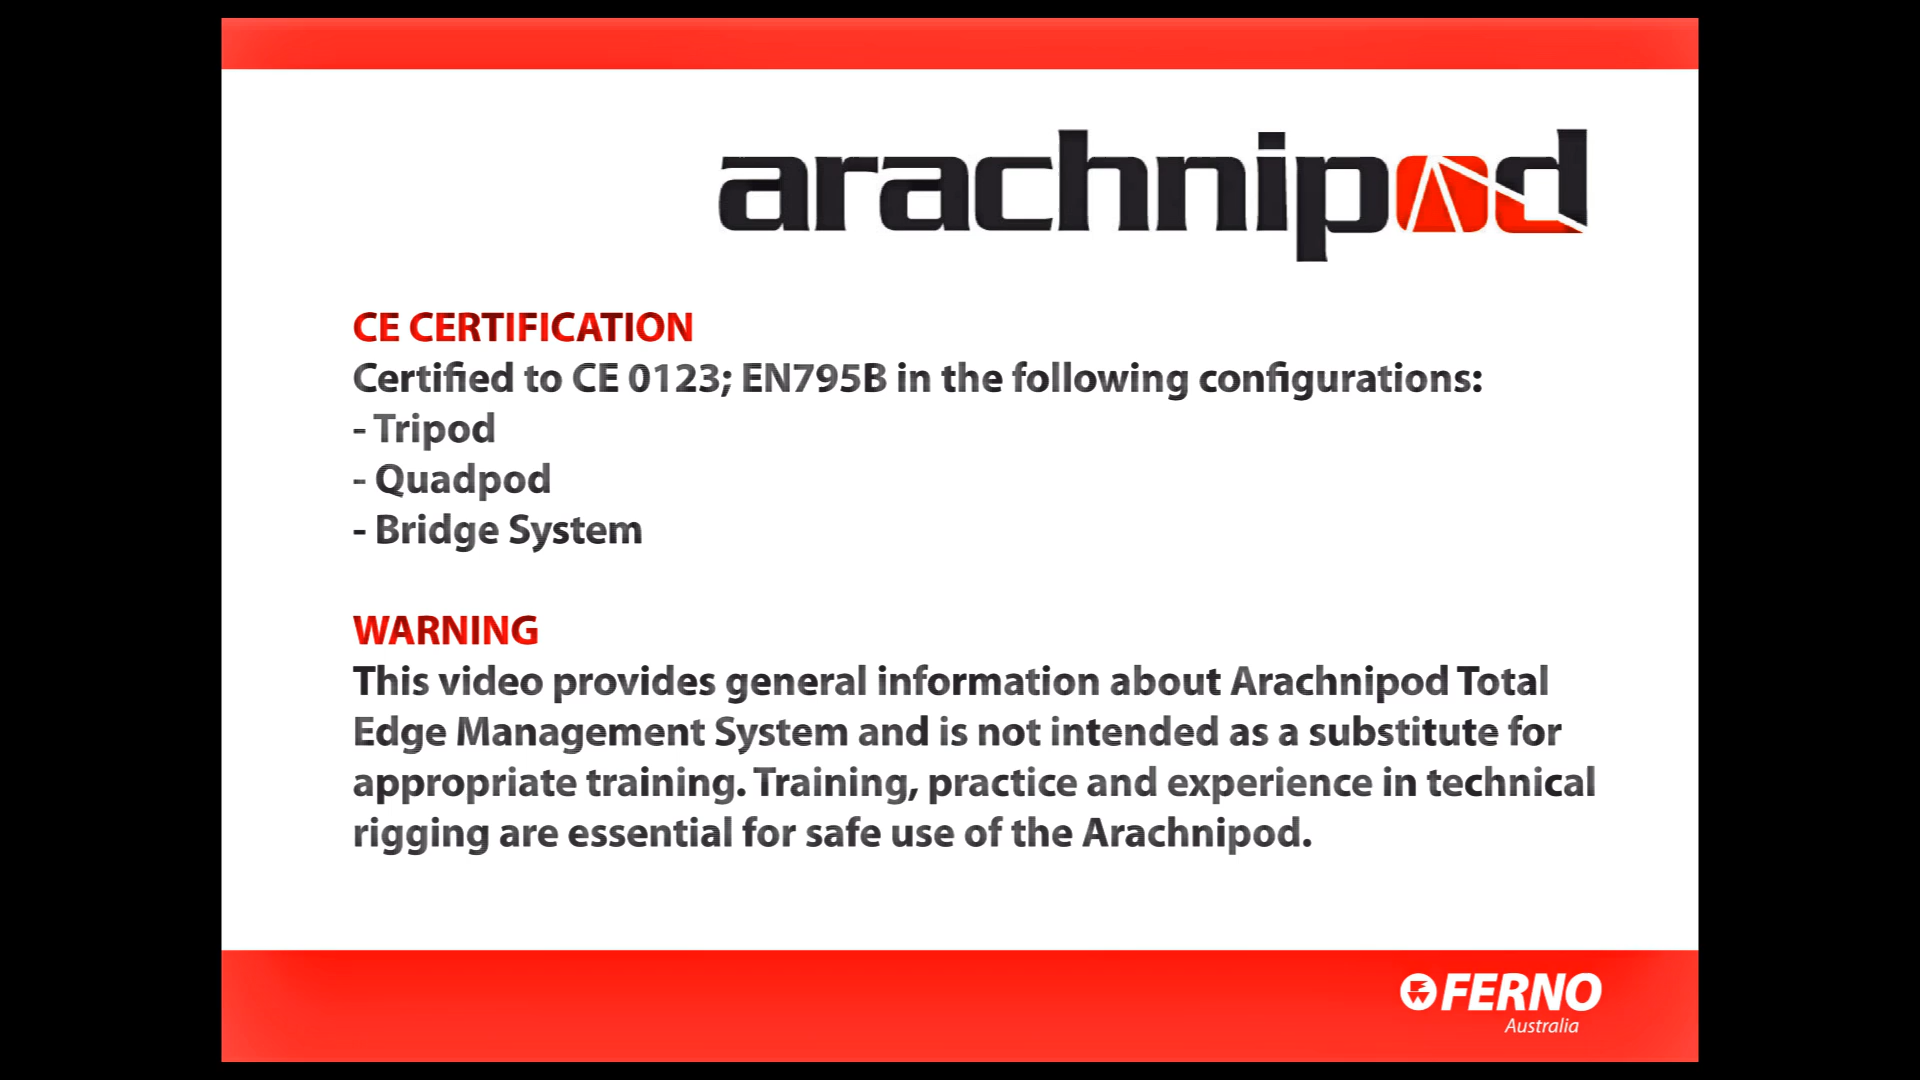 arachnipod
CE CERTIFICATION
Certified to CE 0123; EN795B in the following configurations:
- Tripod
- Quadpod
- Bridge System
WARNING
This video provides general information about Arachnipod Total
Edge Management System and is not intended as a substitute for
appropriate training. Training, practice and experience in technical
rigging are essential for safe use of the Arachnipod.
FERNO
Australia